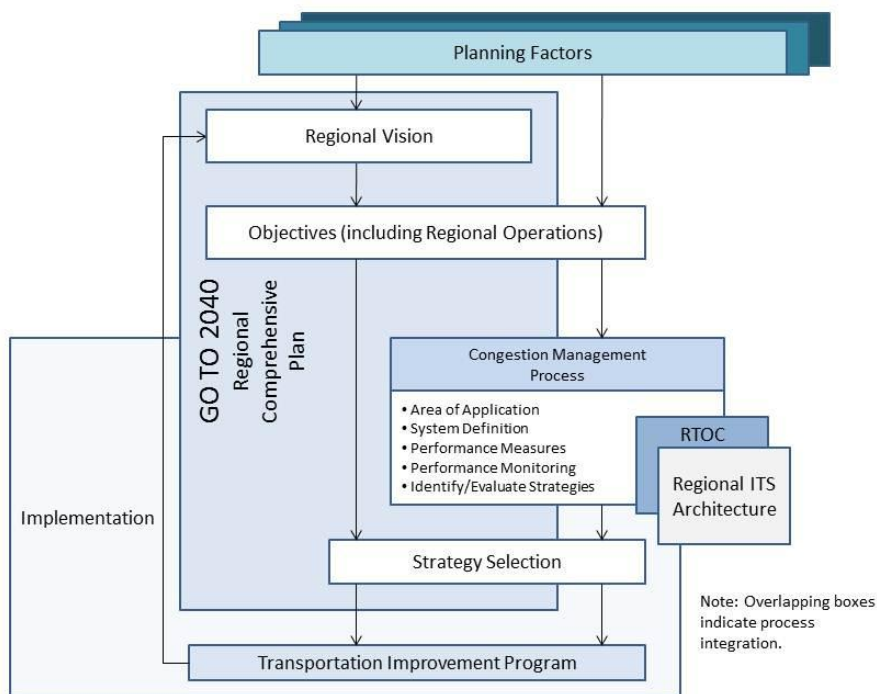 Planning Factors
Regional Vision
Objectives (including Regional Operations)
GO TO 2040
Regional
Comprehensive
Plan
Congestion Management
Process
• Area of Application
• System Definition
• Performance Measures
• Performance Monitoring
• Identify/Evaluate Strategies
RTOC
Regional ITS
Architecture
Implementation
Strategy Selection
Note: Overlapping boxes
indicate process
integration.
Transportation Improvement Program